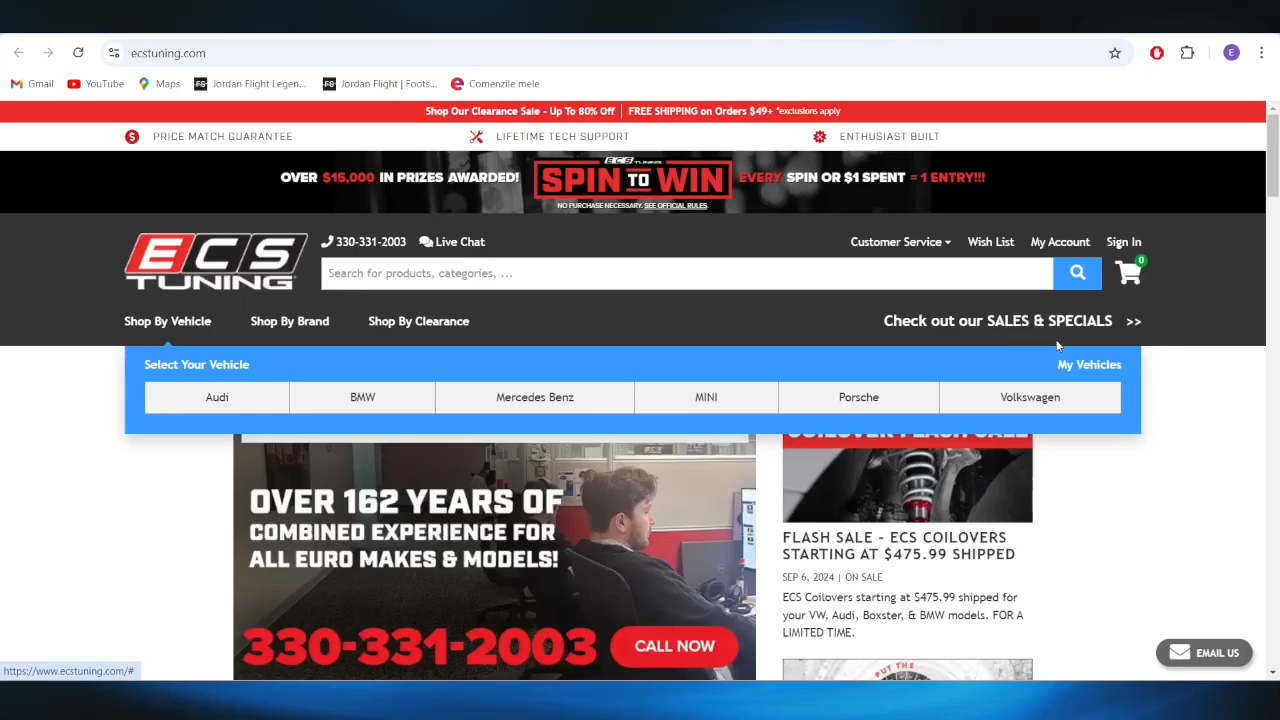 ecstuning.com
E
Gmail YouTube Maps FS Jordan Flight Legen... FS Jordan Flight | Foots... e Comenzile mele
Shop Our Clearance Sale - Up To 80% Off | FREE SHIPPING on Orders $49+ *exclusions apply
$ PRICE MATCH GUARANTEE LIFETIME TECH SUPPORT ENTHUSIAST BUILT
ECS TUNING
OVER $15,000 IN PRIZES AWARDED! SPIN TO WIN EVERY SPIN OR $1 SPENT = 1 ENTRY!!!
NO PURCHASE NECESSARY. SEE OFFICIAL RULES.
ECS
TUNING
330-331-2003 Live Chat Customer Service Wish List My Account Sign In
Search for products, categories, ... 0
Shop By Vehicle Shop By Brand Shop By Clearance Check out our SALES & SPECIALS >>
Select Your Vehicle My Vehicles
Audi BMW Mercedes Benz MINI Porsche Volkswagen
COILOVER FLASH SALE
OVER 162 YEARS OF
COMBINED EXPERIENCE FOR
ALL EURO MAKES & MODELS!
330-331-2003 CALL NOW
FLASH SALE - ECS COILOVERS
STARTING AT $475.99 SHIPPED
SEP 6, 2024 | ON SALE
ECS Coilovers starting at $475.99 shipped for
your VW, Audi, Boxster, & BMW models. FOR A
LIMITED TIME.
PUT THE
EMAIL US
https://www.ecstuning.com/#